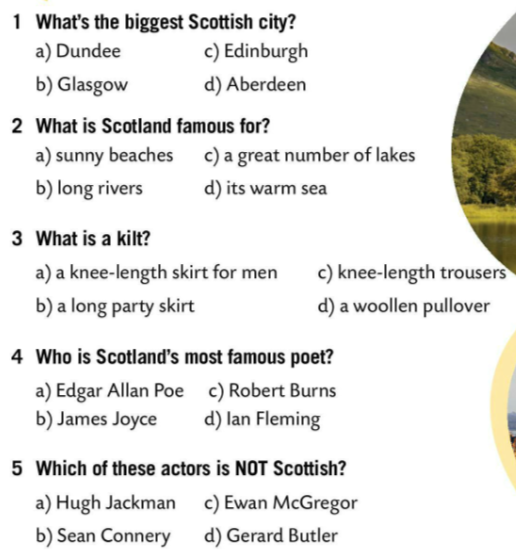 1 What's the biggest Scottish city?
a) Dundee c) Edinburgh
b) Glasgow d) Aberdeen
2 What is Scotland famous for?
a) sunny beaches c) a great number of lakes
b) long rivers d) its warm sea
3 What is a kilt?
a) a knee-length skirt for men c) knee-length trousers
b) a long party skirt d) a woollen pullover
4 Who is Scotland's most famous poet?
a) Edgar Allan Poe c) Robert Burns
b) James Joyce d) Ian Fleming
5 Which of these actors is NOT Scottish?
a) Hugh Jackman c) Ewan McGregor
b) Sean Connery d) Gerard Butler